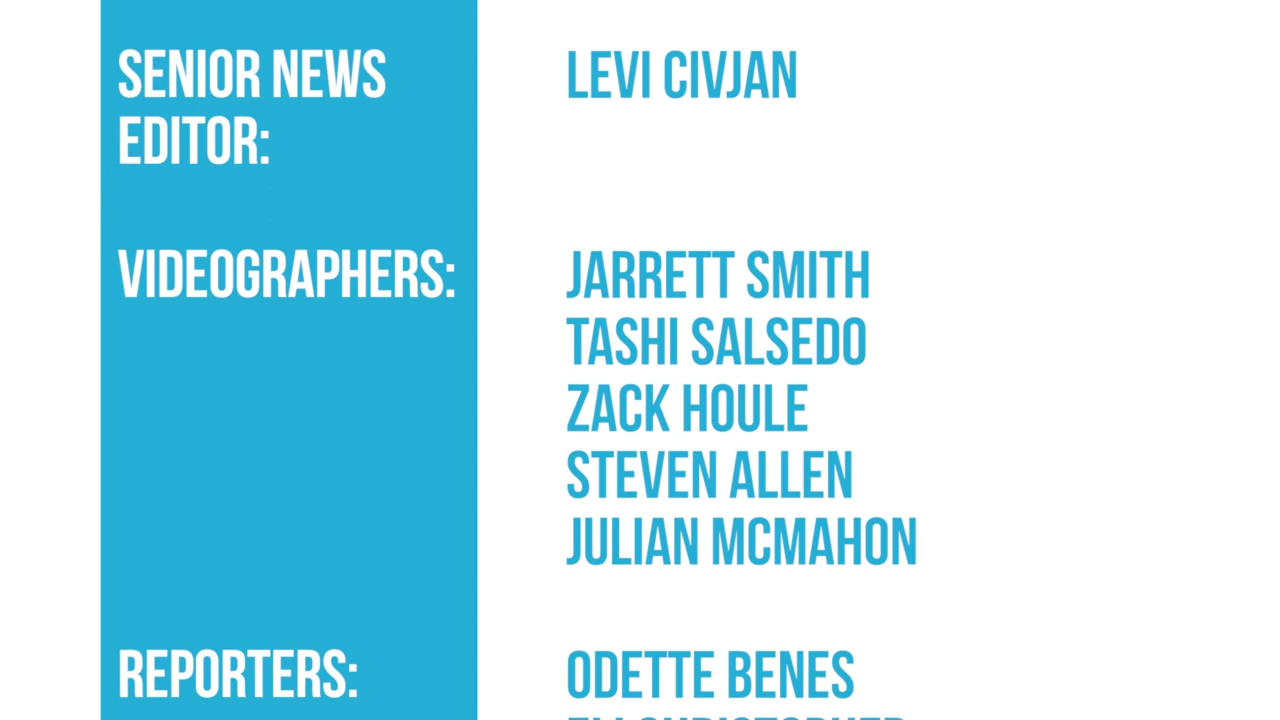 SENIOR NEWS
EDITOR:
LEVI CIVJAN
VIDEOGRAPHERS:
JARRETT SMITH
TASHI SALSEDO
ZACK HOULE
STEVEN ALLEN
JULIAN MCMAHON
REPORTERS:
ODETTE BENES